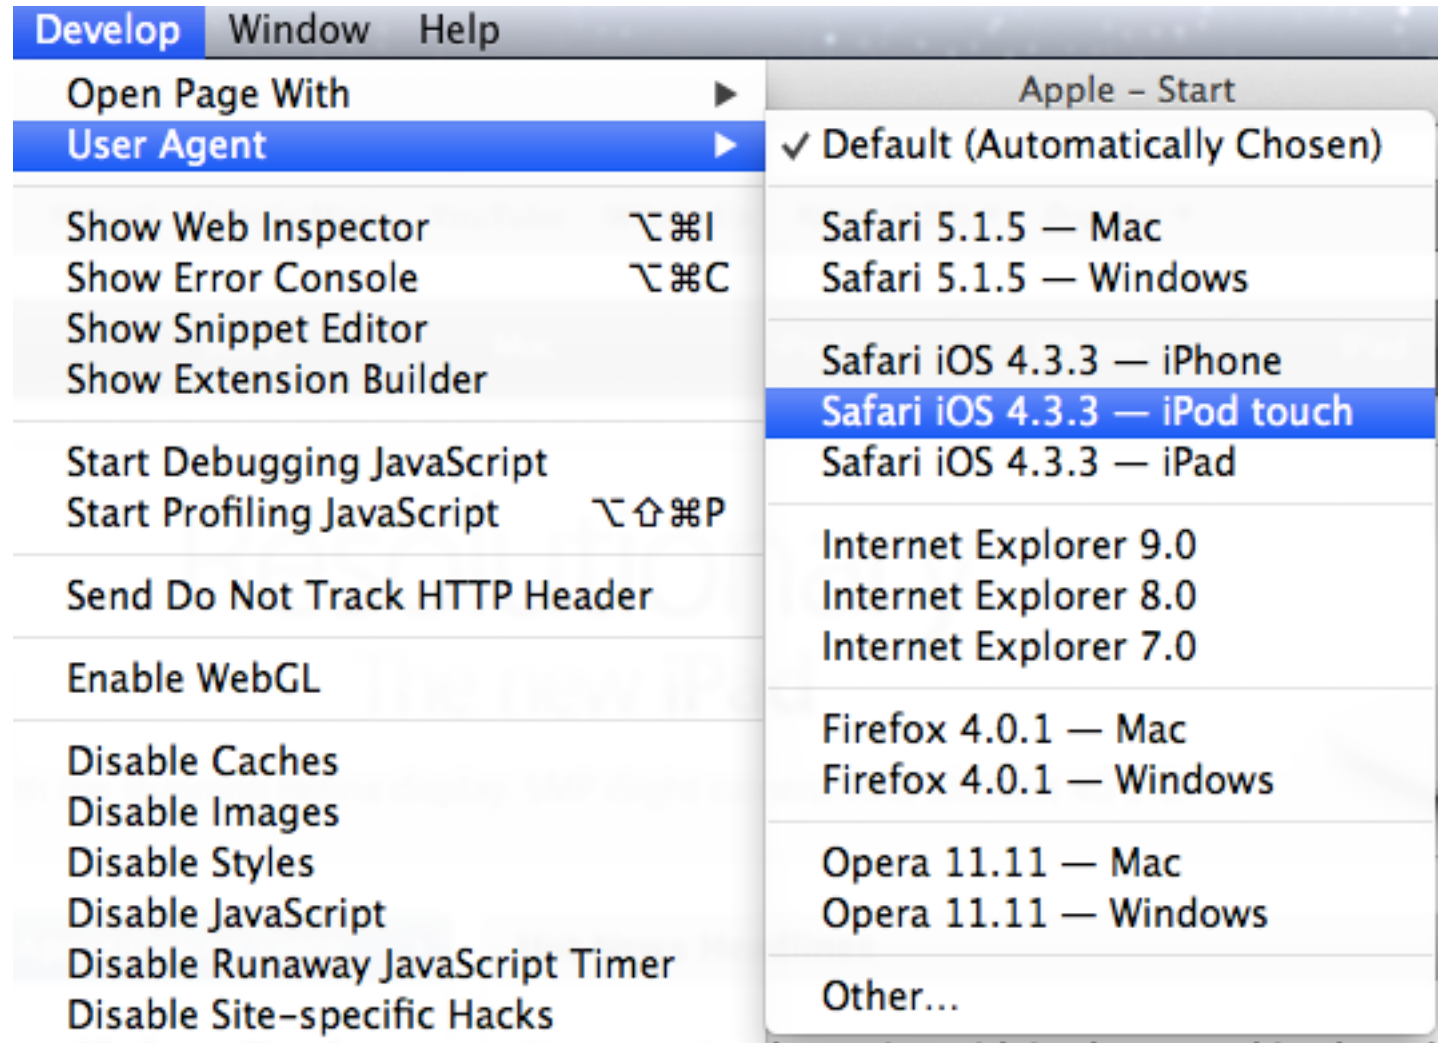 Develop Window Help
Apple – Start
Open Page With
User Agent
Show Web Inspector ⌥⌘I
Show Error Console ⌥⌘C
Show Snippet Editor
Show Extension Builder
Start Debugging JavaScript
Start Profiling JavaScript ⌥⇧⌘P
Send Do Not Track HTTP Header
Enable WebGL
Disable Caches
Disable Images
Disable Styles
Disable JavaScript
Disable Runaway JavaScript Timer
Disable Site-specific Hacks
✓ Default (Automatically Chosen)
Safari 5.1.5 — Mac
Safari 5.1.5 — Windows
Safari iOS 4.3.3 — iPhone
Safari iOS 4.3.3 — iPod touch
Safari iOS 4.3.3 — iPad
Internet Explorer 9.0
Internet Explorer 8.0
Internet Explorer 7.0
Firefox 4.0.1 — Mac
Firefox 4.0.1 — Windows
Opera 11.11 — Mac
Opera 11.11 — Windows
Other...
Resolutionary
The new iPad